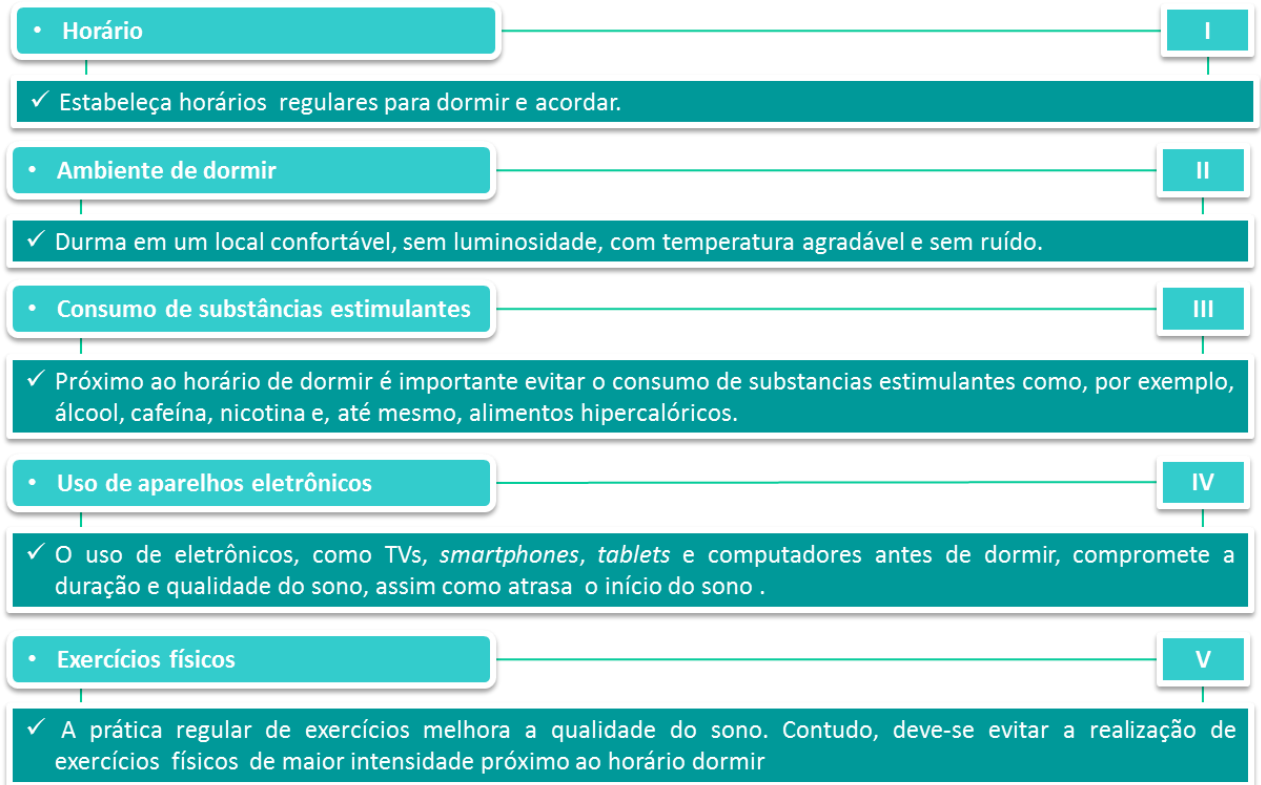 • Horário
I
✓ Estabeleça horários regulares para dormir e acordar.
• Ambiente de dormir
II
✓ Durma em um local confortável, sem luminosidade, com temperatura agradável e sem ruído.
• Consumo de substâncias estimulantes
III
✓ Próximo ao horário de dormir é importante evitar o consumo de substancias estimulantes como, por exemplo,
álcool, cafeína, nicotina e, até mesmo, alimentos hipercalóricos.
• Uso de aparelhos eletrônicos
IV
✓ O uso de eletrônicos, como TVs, smartphones, tablets e computadores antes de dormir, compromete a
duração e qualidade do sono, assim como atrasa o início do sono .
• Exercícios físicos
V
✓ A prática regular de exercícios melhora a qualidade do sono. Contudo, deve-se evitar a realização de
exercícios físicos de maior intensidade próximo ao horário dormir